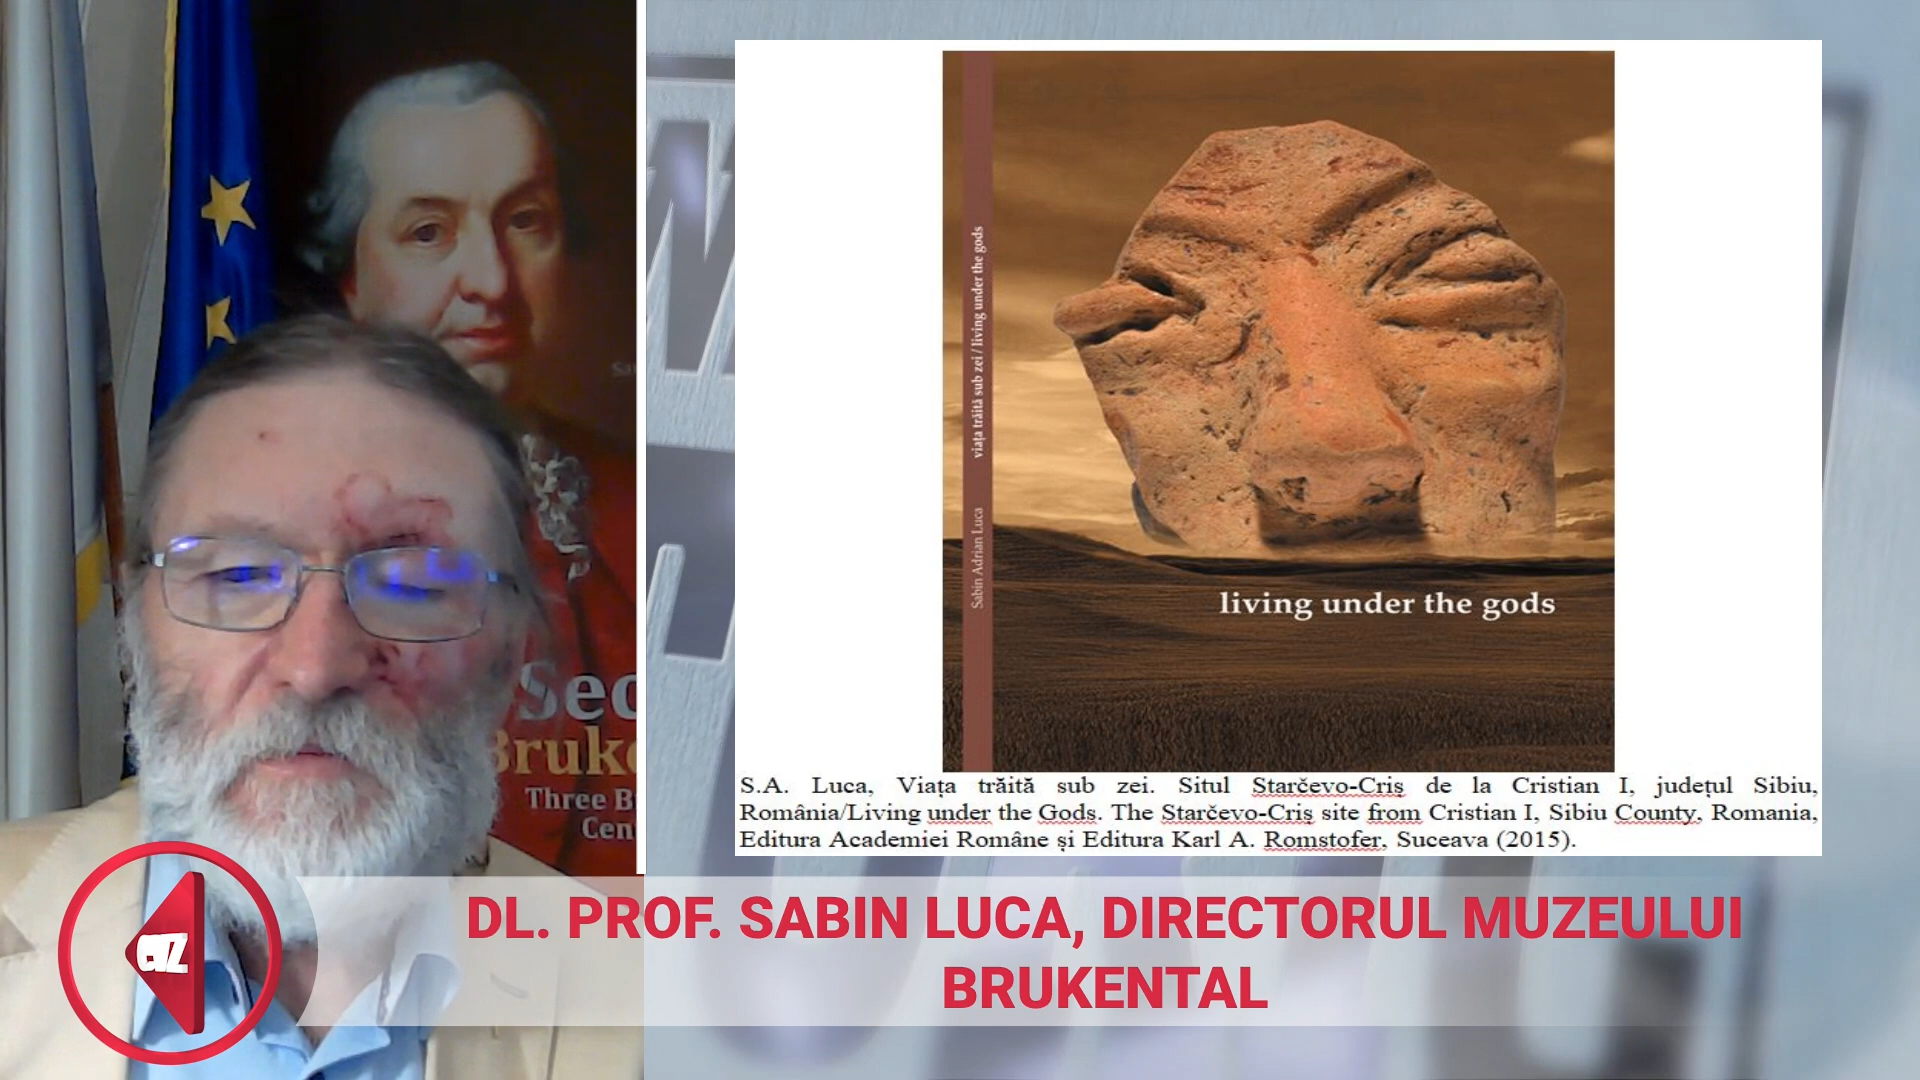 Sec
Bruke
Three B
Cen
viața trăită sub zei / living under the gods
Sabin Adrian Luca
living under the gods
S.A. Luca, Viața trăită sub zei. Situl Starčevo-Criș de la Cristian I, județul Sibiu,
România/Living under the Gods. The Starčevo-Criș site from Cristian I, Sibiu County, Romania,
Editura Academiei Române și Editura Karl A. Romstofer, Suceava (2015).
DL. PROF. SABIN LUCA, DIRECTORUL MUZEULUI
BRUKENTAL
az